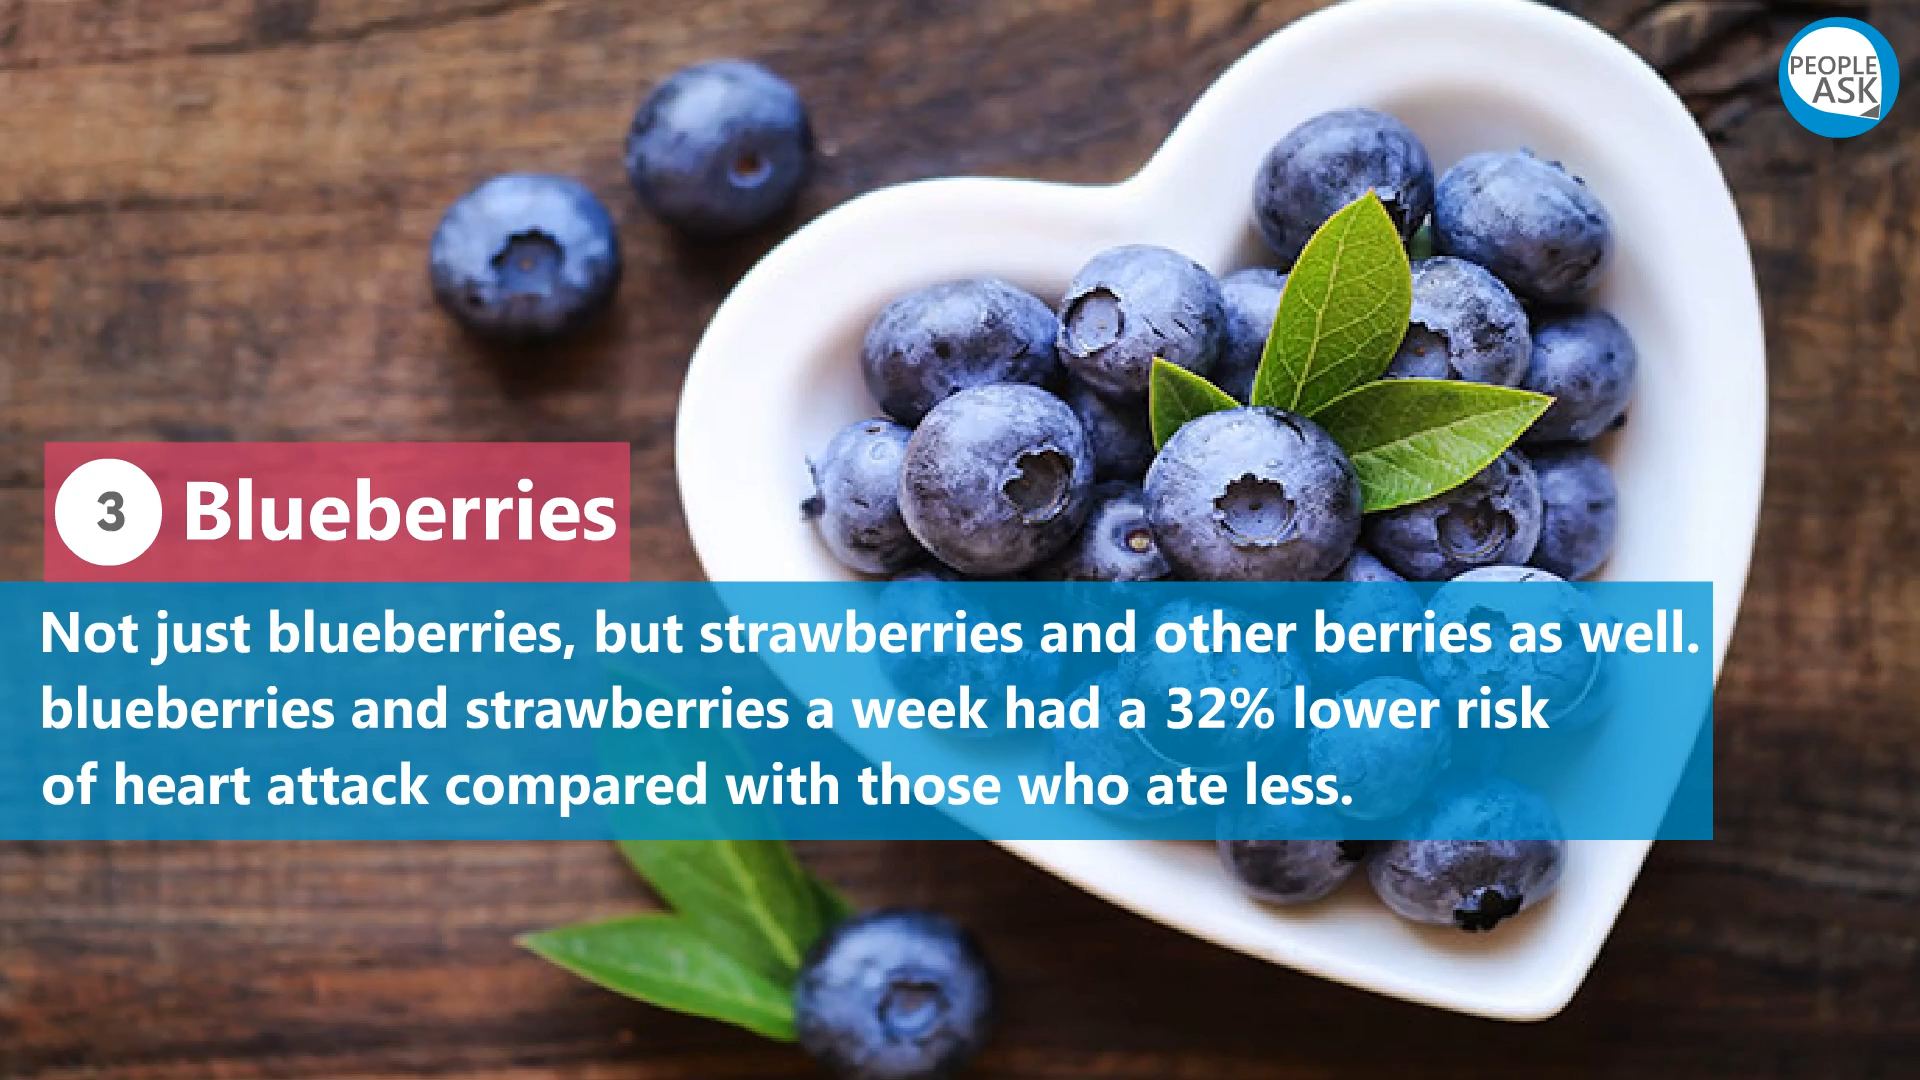 PEOPLE
ASK
3 Blueberries
Not just blueberries, but strawberries and other berries as well.
blueberries and strawberries a week had a 32% lower risk
of heart attack compared with those who ate less.